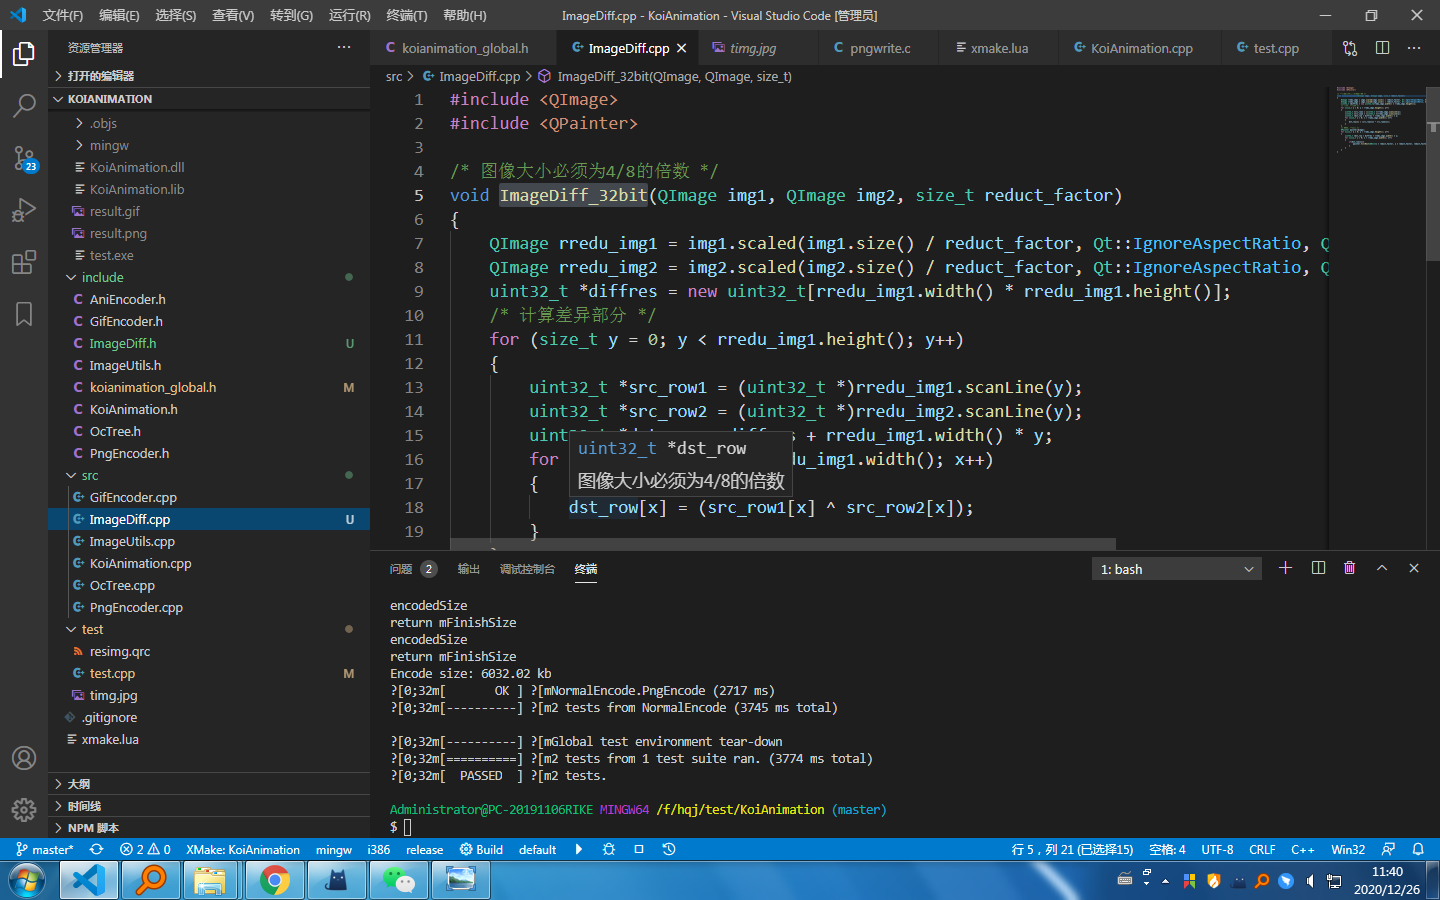 文件(F) 编辑(E) 选择(S) 查看(V) 转到(G) 运行(R) 终端(T) 帮助(H) ImageDiff.cpp - KoiAnimation - Visual Studio Code [管理员]
资源管理器 ···
打开的编辑器
KOIANIMATION
.objs
mingw
KoiAnimation.dll
KoiAnimation.lib
result.gif
result.png
test.exe
include
AniEncoder.h
GifEncoder.h
ImageDiff.h U
ImageUtils.h
koianimation_global.h M
KoiAnimation.h
OcTree.h
PngEncoder.h
src
GifEncoder.cpp
ImageDiff.cpp U
ImageUtils.cpp
KoiAnimation.cpp
OcTree.cpp
PngEncoder.cpp
test
resimg.qrc
test.cpp M
timg.jpg
.gitignore
xmake.lua
大纲
时间线
NPM 脚本
23
koianimation_global.h ImageDiff.cpp timg.jpg pngwrite.c xmake.lua KoiAnimation.cpp test.cpp
src > ImageDiff.cpp > ImageDiff_32bit(QImage, QImage, size_t)
1 #include <QImage>
2 #include <QPainter>
3
4 /* 图像大小必须为4/8的倍数 */
5 void ImageDiff_32bit(QImage img1, QImage img2, size_t reduct_factor)
6 {
7 QImage rredu_img1 = img1.scaled(img1.size() / reduct_factor, Qt::IgnoreAspectRatio, Q
8 QImage rredu_img2 = img2.scaled(img2.size() / reduct_factor, Qt::IgnoreAspectRatio, Q
9 uint32_t *diffres = new uint32_t[rredu_img1.width() * rredu_img1.height()];
10 /* 计算差异部分 */
11 for (size_t y = 0; y < rredu_img1.height(); y++)
12 {
13 uint32_t *src_row1 = (uint32_t *)rredu_img1.scanLine(y);
14 uint32_t *src_row2 = (uint32_t *)rredu_img2.scanLine(y);
15 + rredu_img1.width() * y;
uint32_t *dst_row
16 for du_img1.width(); x++)
图像大小必须为4/8的倍数
17 {
18 dst_row[x] = (src_row1[x] ^ src_row2[x]);
19 }
问题 2 输出 调试控制台 终端 1: bash
encodedSize
return mFinishSize
encodedSize
return mFinishSize
Encode size: 6032.02 kb
?[0;32m[       OK ] ?[mNormalEncode.PngEncode (2717 ms)
?[0;32m[----------] ?[m2 tests from NormalEncode (3745 ms total)
?[0;32m[----------] ?[mGlobal test environment tear-down
?[0;32m[==========] ?[m2 tests from 1 test suite ran. (3774 ms total)
?[0;32m[  PASSED  ] ?[m2 tests.
Administrator@PC-20191106RIKE MINGW64 /f/hqj/test/KoiAnimation (master)
$
master* 2 0 XMake: KoiAnimation mingw i386 release Build default 行 5，列 21 (已选择15) 空格: 4 UTF-8 CRLF C++ Win32
11:40
2020/12/26